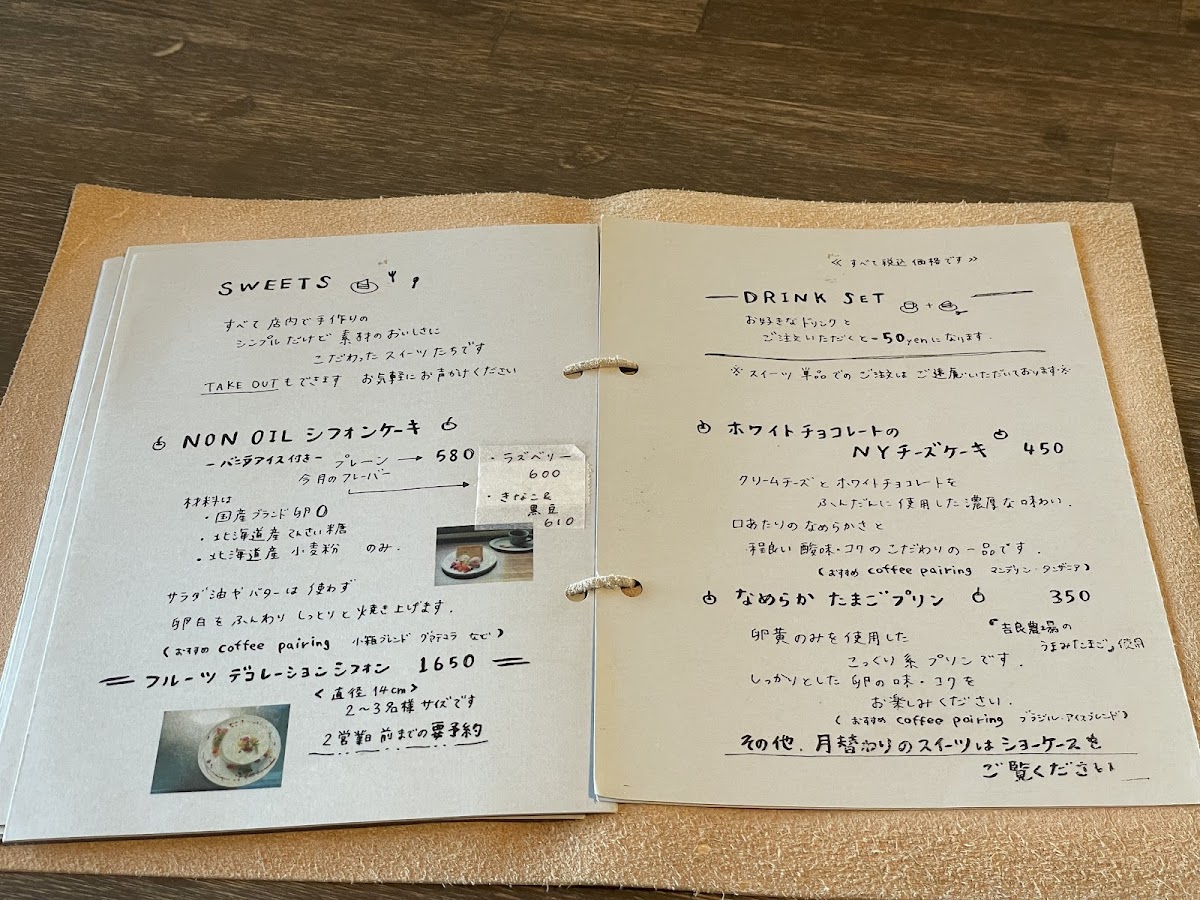 SWEETS
すべて店内で手作りの
シンプルだけど素材のおいしさに
こだわったスイーツたちです
TAKE OUTもできます お気軽にお声がけください
NON OIL シフォンケーキ
ーバニラアイス付きー プレーン → 580
今月のフレーバー
・ラズベリー
600
・きなこ&
黒豆
610
材料は
・国産ブランド卵
・北海道産てんさい糖
・北海道産 小麦粉 のみ.
サラダ油やバターは使わず
卵白をふんわりしっとりと焼き上げます.
(おすすめ coffee pairing 小箱ブレンド グアテマラ など)
フルーツ デコレーションシフォン 1650
<直径14cm>
2〜3名様サイズです
2営業日前までの要予約
≪すべて税込価格です≫
DRINK SET
お好きなドリンクと
ご注文いただくと-50yenになります.
※スイーツ単品でのご注文はご遠慮いただいております※
ホワイトチョコレートの
NYチーズケーキ 450
クリームチーズとホワイトチョコレートを
ふんだんに使用した濃厚な味わい.
口あたりのなめらかさと
程良い酸味・コクのこだわりの一品です.
(おすすめ coffee pairing マンデリン・タンザニア)
なめらかたまごプリン 350
卵黄のみを使用した
『吉良農場の
うまみたまご』使用
こっくり系プリンです.
しっかりとした卵の味・コクを
お楽しみください.
(おすすめ coffee pairing ブラジル・アイスブレンド)
その他、月替わりのスイーツはショーケースを
ご覧ください